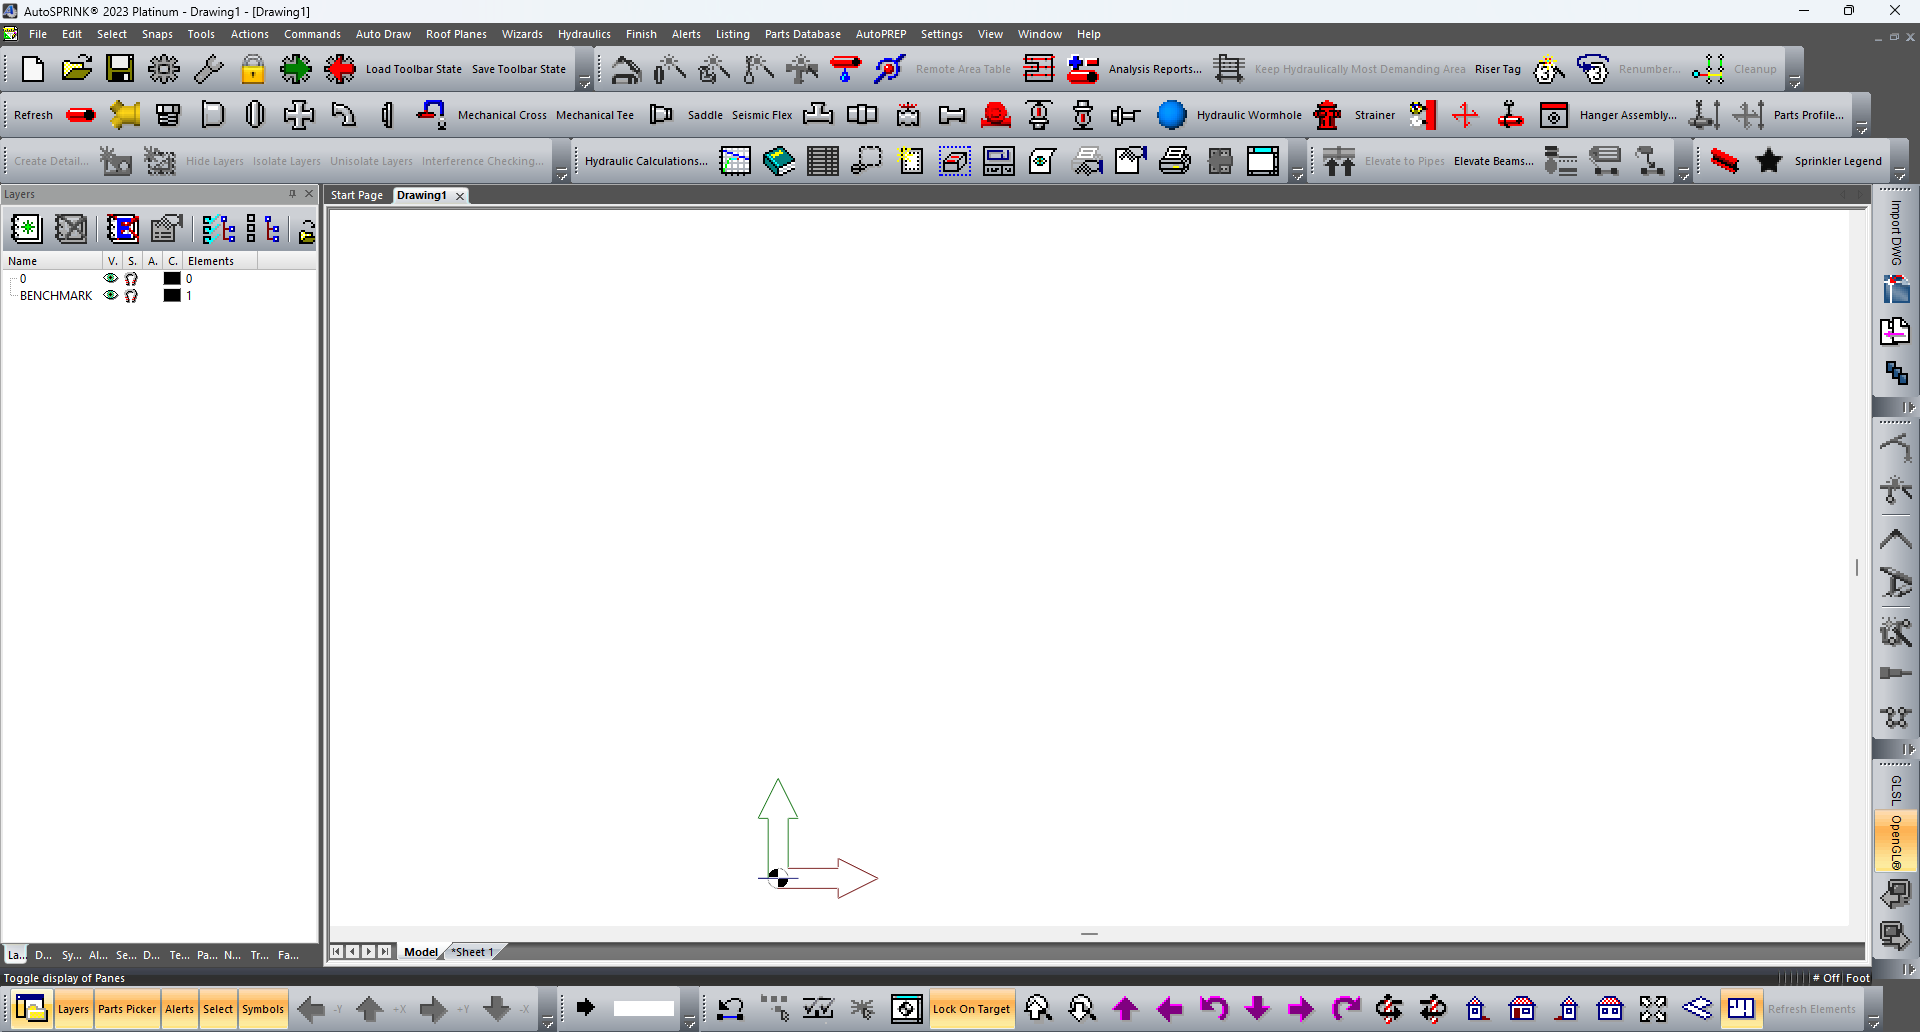 AutoSPRINK® 2023 Platinum - Drawing1 - [Drawing1]
File Edit Select Snaps Tools Actions Commands Auto Draw Roof Planes Wizards Hydraulics Finish Alerts Listing Parts Database AutoPREP Settings View Window Help
Load Toolbar State Save Toolbar State Remote Area Table Analysis Reports... Keep Hydraulically Most Demanding Area Riser Tag Renumber... Cleanup
Refresh Mechanical Cross Mechanical Tee Saddle Seismic Flex Hydraulic Wormhole Strainer Hanger Assembly... Parts Profile...
Create Detail... Hide Layers Isolate Layers Unisolate Layers Interference Checking... Hydraulic Calculations... Elevate to Pipes Elevate Beams... Sprinkler Legend
Layers
Start Page Drawing1
Import DWG
Name V. S. A. C. Elements
0 0
BENCHMARK 1
GLSL
OpenGL®
Model *Sheet 1
La... D... Sy... Al... Se... D... Te... Pa... N... Tr... Fa...
Toggle display of Panes # Off Foot
Layers Parts Picker Alerts Select Symbols -Y +X +Y -X Lock On Target Refresh Elements